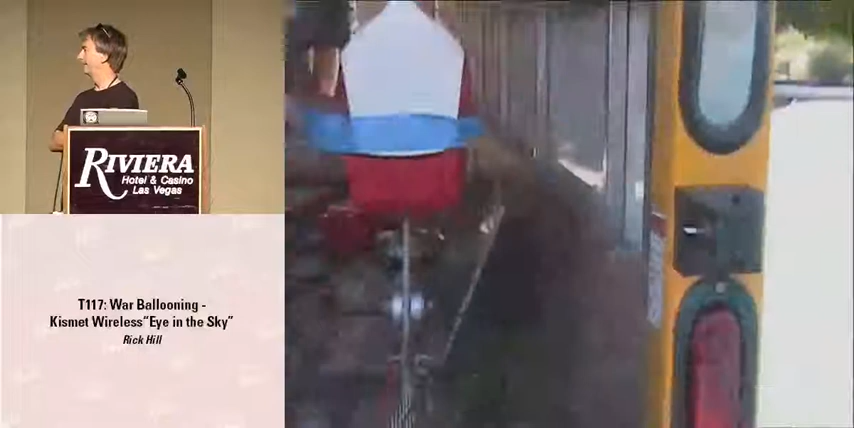 RIVIERA
Hotel & Casino
Las Vegas
T117: War Ballooning -
Kismet Wireless“Eye in the Sky”
Rick Hill